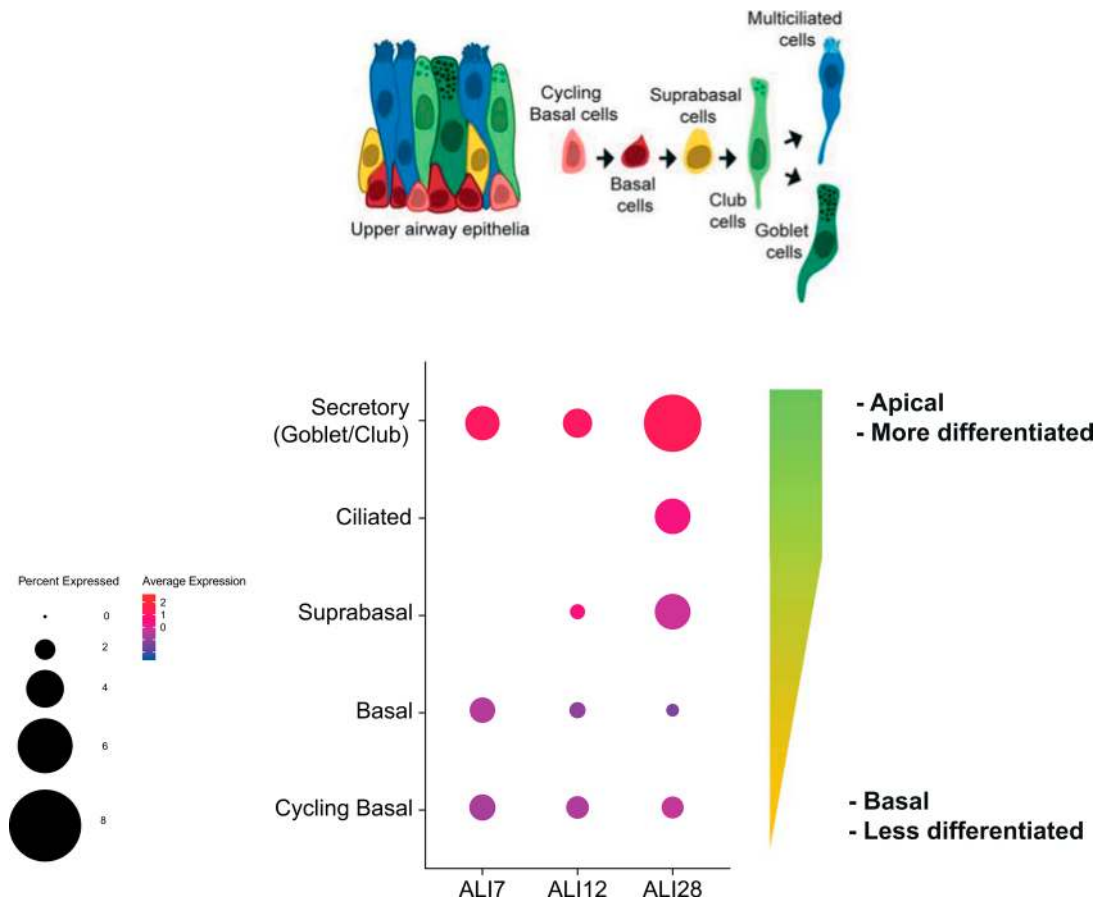 Multiciliated
cells
Cycling
Basal cells
Suprabasal
cells
Basal
cells
Club
cells
Goblet
cells
Upper airway epithelia
Secretory
(Goblet/Club)
Ciliated
Suprabasal
Basal
Cycling Basal
ALI7 ALI12 ALI28
- Apical
- More differentiated
- Basal
- Less differentiated
Percent Expressed
0
2
4
6
8
Average Expression
2
1
0